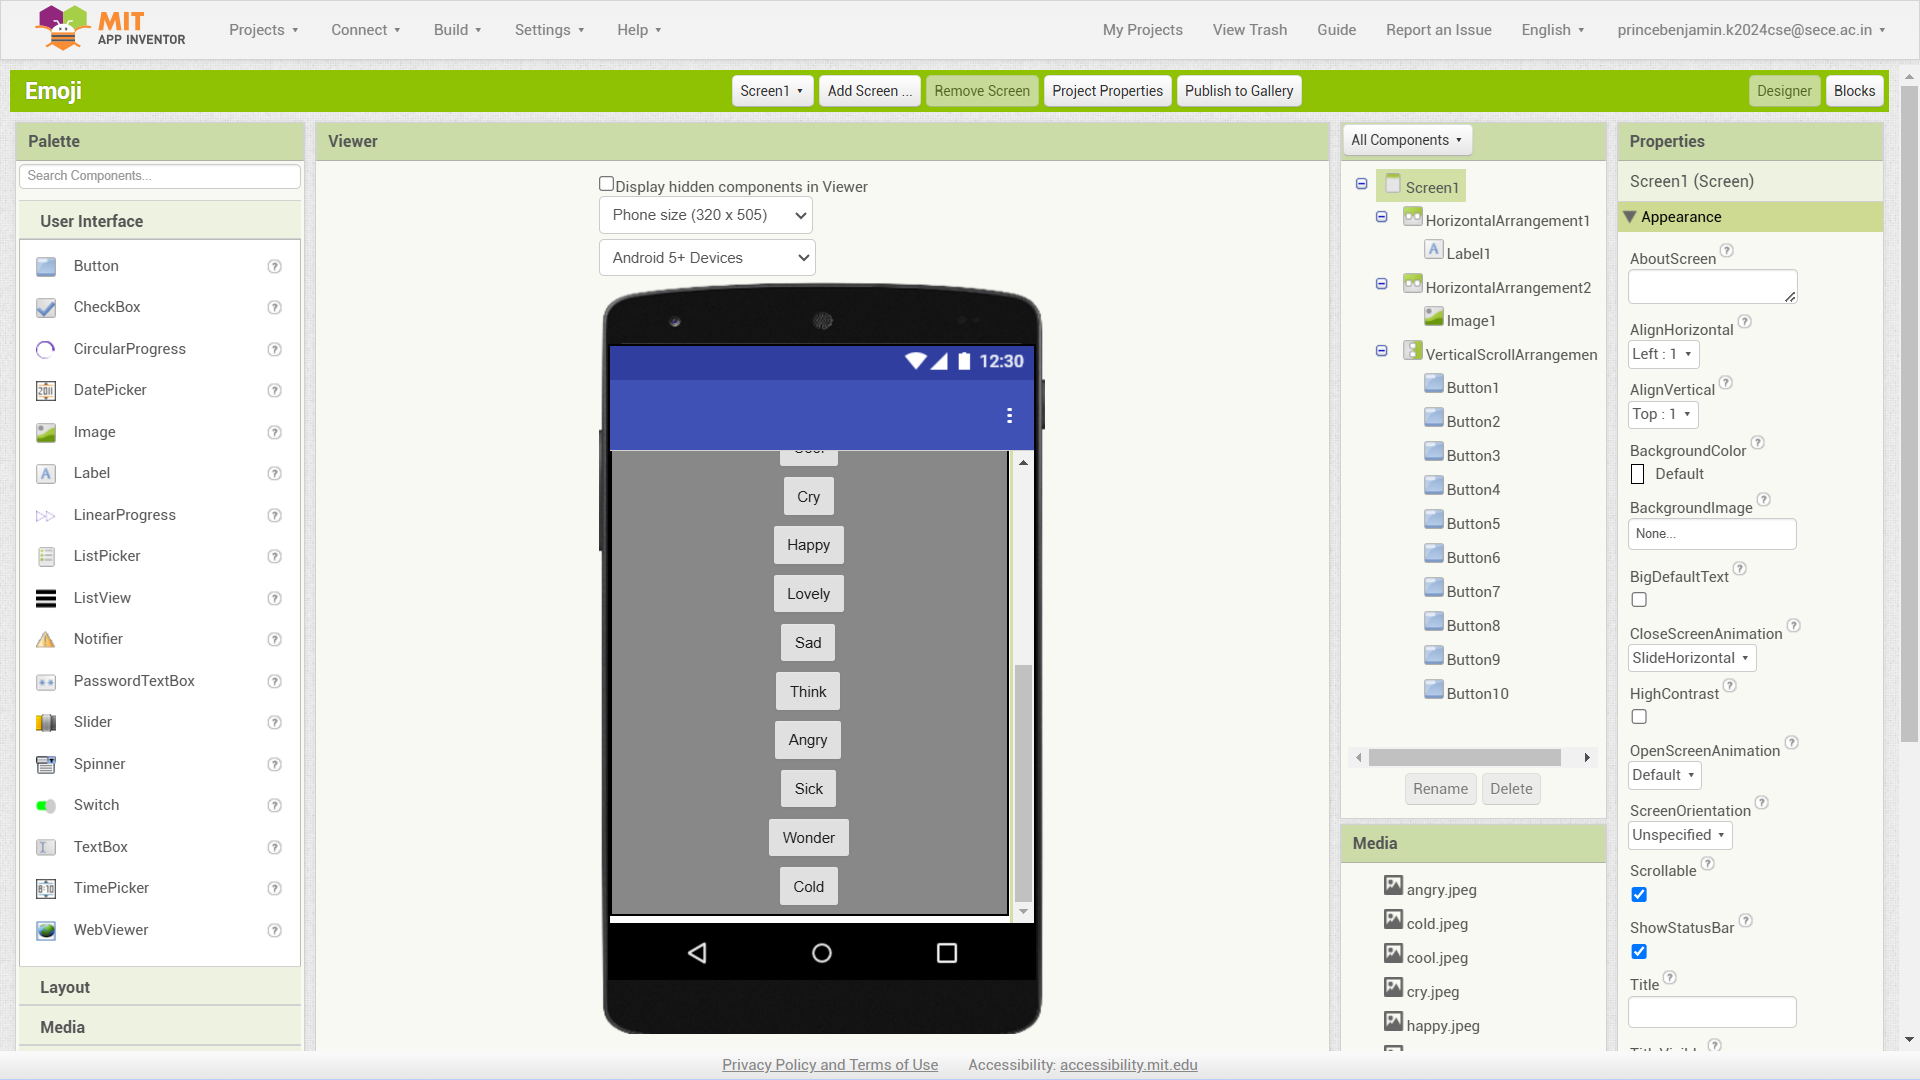 MIT
APP INVENTOR
Projects
Connect
Build
Settings
Help
My Projects
View Trash
Guide
Report an Issue
English
princebenjamin.k2024cse@sece.ac.in
Emoji
Screen1
Add Screen ...
Remove Screen
Project Properties
Publish to Gallery
Designer
Blocks
Palette
Search Components...
User Interface
Button
CheckBox
CircularProgress
DatePicker
Image
Label
LinearProgress
ListPicker
ListView
Notifier
PasswordTextBox
Slider
Spinner
Switch
TextBox
TimePicker
WebViewer
Layout
Media
Viewer
Display hidden components in Viewer
Phone size (320 x 505)
Android 5+ Devices
12:30
Cry
Happy
Lovely
Sad
Think
Angry
Sick
Wonder
Cold
All Components
Screen1
HorizontalArrangement1
Label1
HorizontalArrangement2
Image1
VerticalScrollArrangemen
Button1
Button2
Button3
Button4
Button5
Button6
Button7
Button8
Button9
Button10
Rename
Delete
Media
angry.jpeg
cold.jpeg
cool.jpeg
cry.jpeg
happy.jpeg
Properties
Screen1 (Screen)
Appearance
AboutScreen
AlignHorizontal
Left : 1
AlignVertical
Top : 1
BackgroundColor
Default
BackgroundImage
None...
BigDefaultText
CloseScreenAnimation
SlideHorizontal
HighContrast
OpenScreenAnimation
Default
ScreenOrientation
Unspecified
Scrollable
ShowStatusBar
Title
Privacy Policy and Terms of Use
Accessibility: accessibility.mit.edu